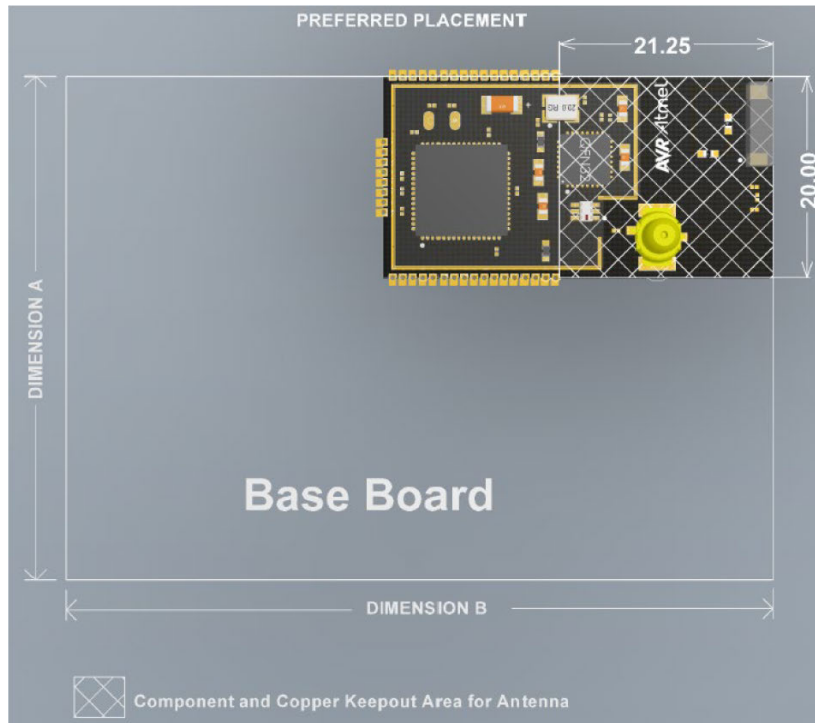 PREFERRED PLACEMENT
21.25
20.00
AVR Atmel
DIMENSION A
Base Board
DIMENSION B
Component and Copper Keepout Area for Antenna